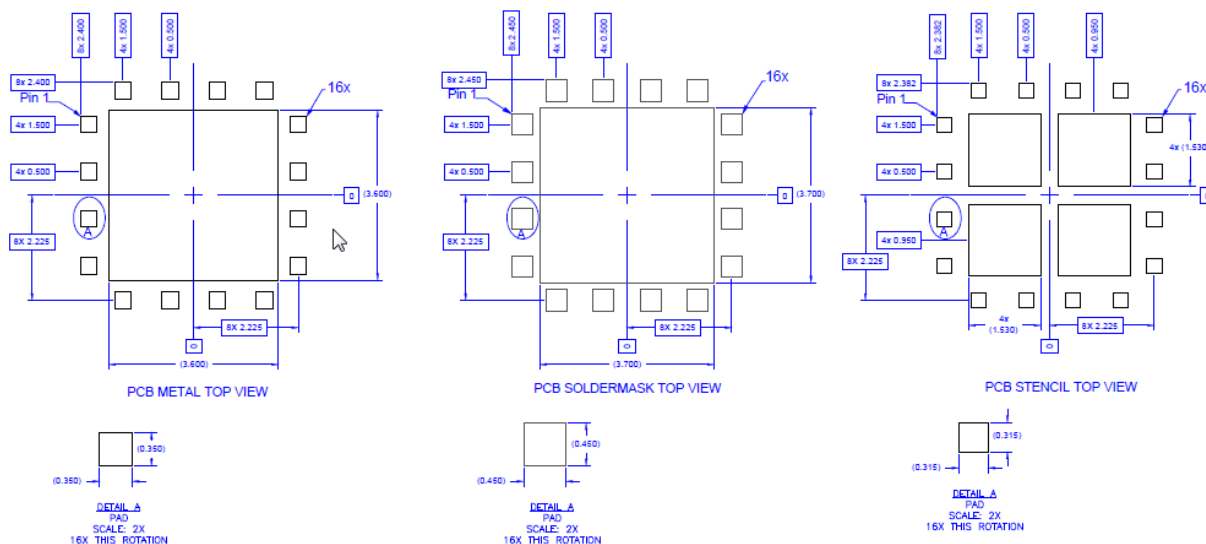 8x 2.400
4x 1.500
4x 0.500
8x 2.400
Pin 1
16x
4x 1.500
4x 0.500
0
(3.600)
A
8X 2.225
8X 2.225
0
(3.600)
PCB METAL TOP VIEW
(0.350)
(0.350)
DETAIL A
PAD
SCALE: 2X
16X THIS ROTATION
8x 2.450
4x 1.500
4x 0.500
8x 2.450
Pin 1
16x
4x 1.500
4x 0.500
0
(3.700)
A
8X 2.225
8X 2.225
0
(3.700)
PCB SOLDERMASK TOP VIEW
(0.450)
(0.450)
DETAIL A
PAD
SCALE: 2X
16X THIS ROTATION
8x 2.382
4x 1.500
4x 0.500
4x 0.950
8x 2.382
Pin 1
16x
4x 1.500
4x (1.530)
4x 0.500
A
4x 0.950
8X 2.225
4x
(1.530)
8X 2.225
0
PCB STENCIL TOP VIEW
(0.315)
(0.315)
DETAIL A
PAD
SCALE: 2X
16X THIS ROTATION